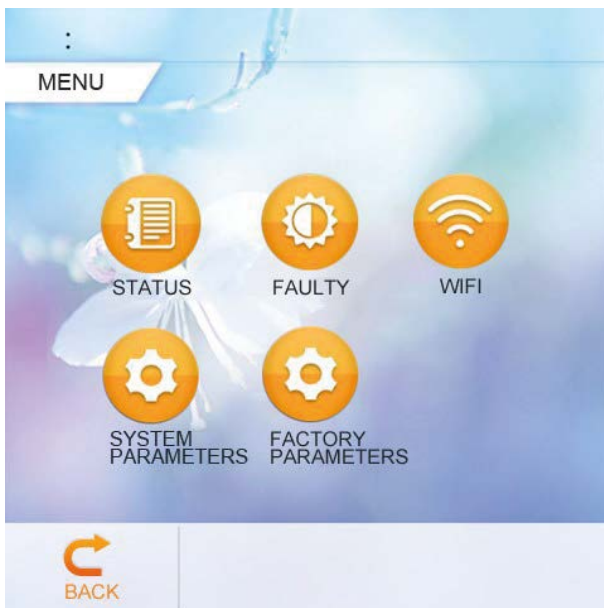 :
MENU
STATUS
FAULTY
WIFI
SYSTEM
PARAMETERS
FACTORY
PARAMETERS
BACK